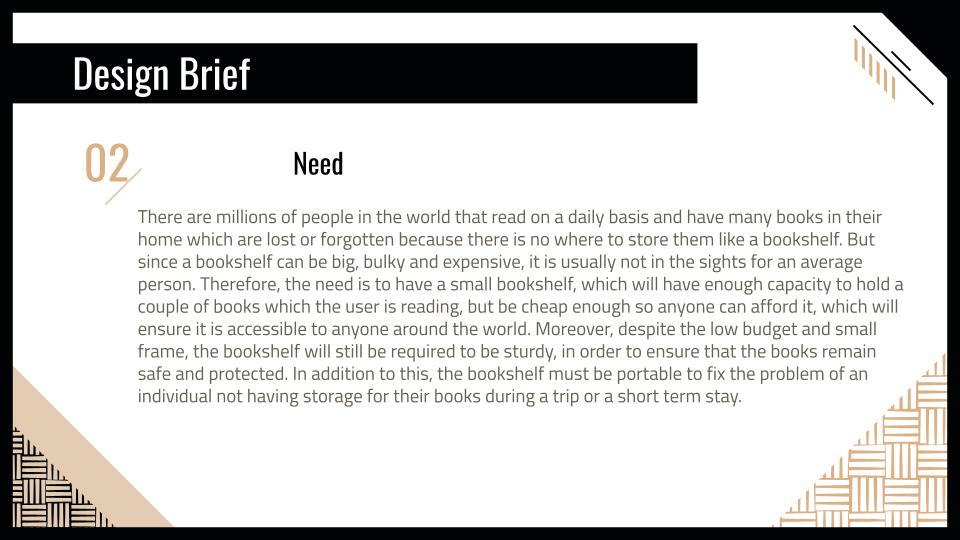 Design Brief
02
Need
There are millions of people in the world that read on a daily basis and have many books in their
home which are lost or forgotten because there is no where to store them like a bookshelf. But
since a bookshelf can be big, bulky and expensive, it is usually not in the sights for an average
person. Therefore, the need is to have a small bookshelf, which will have enough capacity to hold a
couple of books which the user is reading, but be cheap enough so anyone can afford it, which will
ensure it is accessible to anyone around the world. Moreover, despite the low budget and small
frame, the bookshelf will still be required to be sturdy, in order to ensure that the books remain
safe and protected. In addition to this, the bookshelf must be portable to fix the problem of an
individual not having storage for their books during a trip or a short term stay.